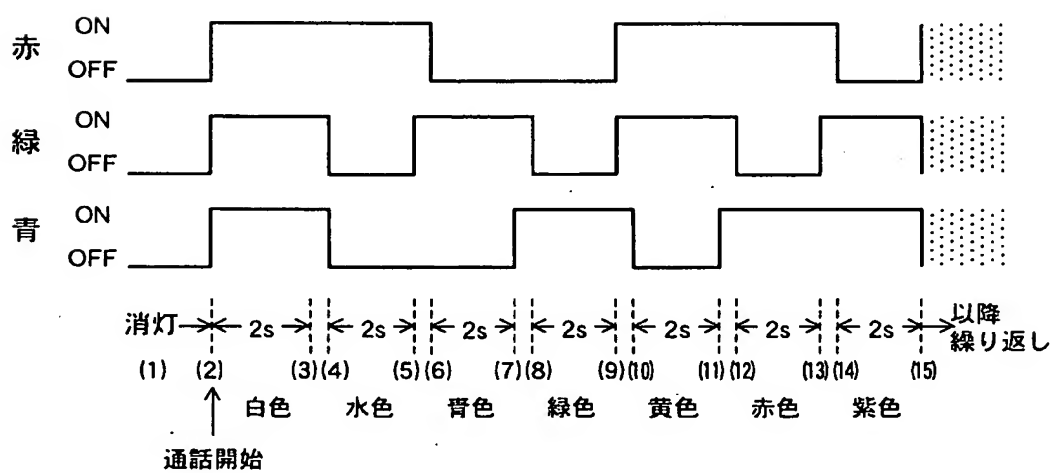 赤 ON
OFF
緑 ON
OFF
青 ON
OFF
消灯 2s 2s 2s 2s 2s 2s 2s 以降
繰り返し
(1) (2) (3)(4) (5)(6) (7)(8) (9)(10) (11)(12) (13)(14) (15)
白色 水色 青色 緑色 黄色 赤色 紫色
通話開始